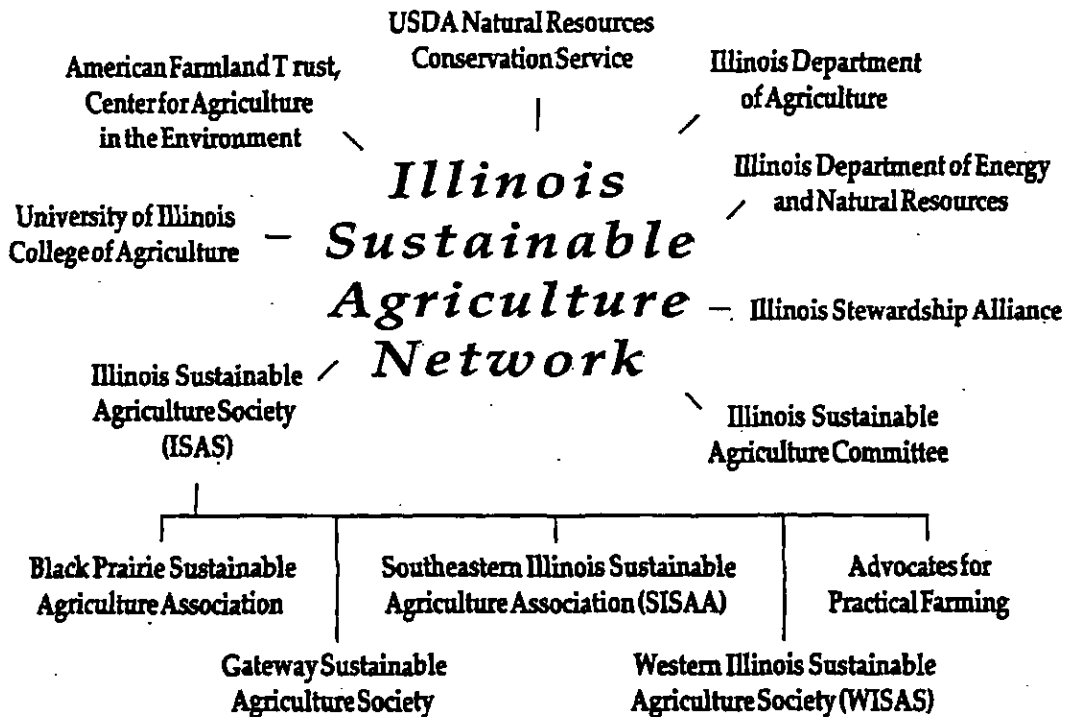 USDA Natural Resources
Conservation Service
American Farmland Trust,
Center for Agriculture
in the Environment
Illinois Department
of Agriculture
Illinois Department of Energy
and Natural Resources
University of Illinois
College of Agriculture
Illinois
Sustainable
Agriculture
Network
Illinois Stewardship Alliance
Illinois Sustainable
Agriculture Society
(ISAS)
Illinois Sustainable
Agriculture Committee
Black Prairie Sustainable
Agriculture Association
Southeastern Illinois Sustainable
Agriculture Association (SISAA)
Advocates for
Practical Farming
Gateway Sustainable
Agriculture Society
Western Illinois Sustainable
Agriculture Society (WISAS)